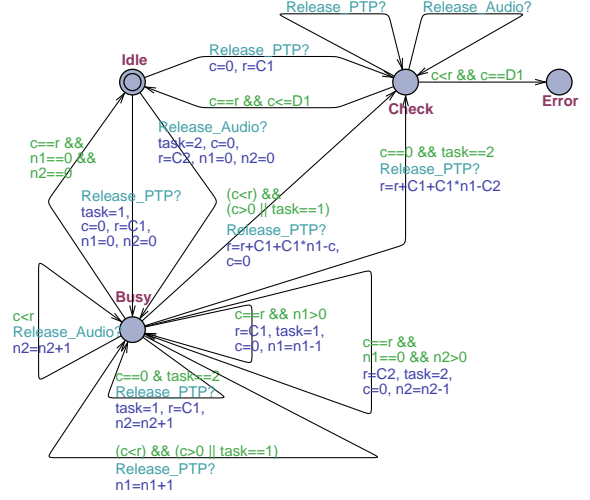 Release_PTP?
Release_Audio?
Idle
Release_PTP?
c=0, r=C1
c<r && c==D1
Check
Error
c==r && c<=D1
Release_Audio?
task=2, c=0,
r=C2, n1=0, n2=0
c==r &&
n1==0 &&
n2==0
c==0 && task==2
Release_PTP?
r=r+C1+C1*n1-C2
Release_PTP?
task=1,
c=0, r=C1,
n1=0, n2=0
(c<r) &&
(c>0 || task==1)
Release_PTP?
r=r+C1+C1*n1-c,
c=0
Busy
c<r
Release_Audio?
n2=n2+1
c==r && n1>0
r=C1, task=1,
c=0, n1=n1-1
c==r &&
n1==0 && n2>0
r=C2, task=2,
c=0, n2=n2-1
c==0 & task==2
Release_PTP?
task=1, r=C1,
n2=n2+1
(c<r) && (c>0 || task==1)
Release_PTP?
n1=n1+1